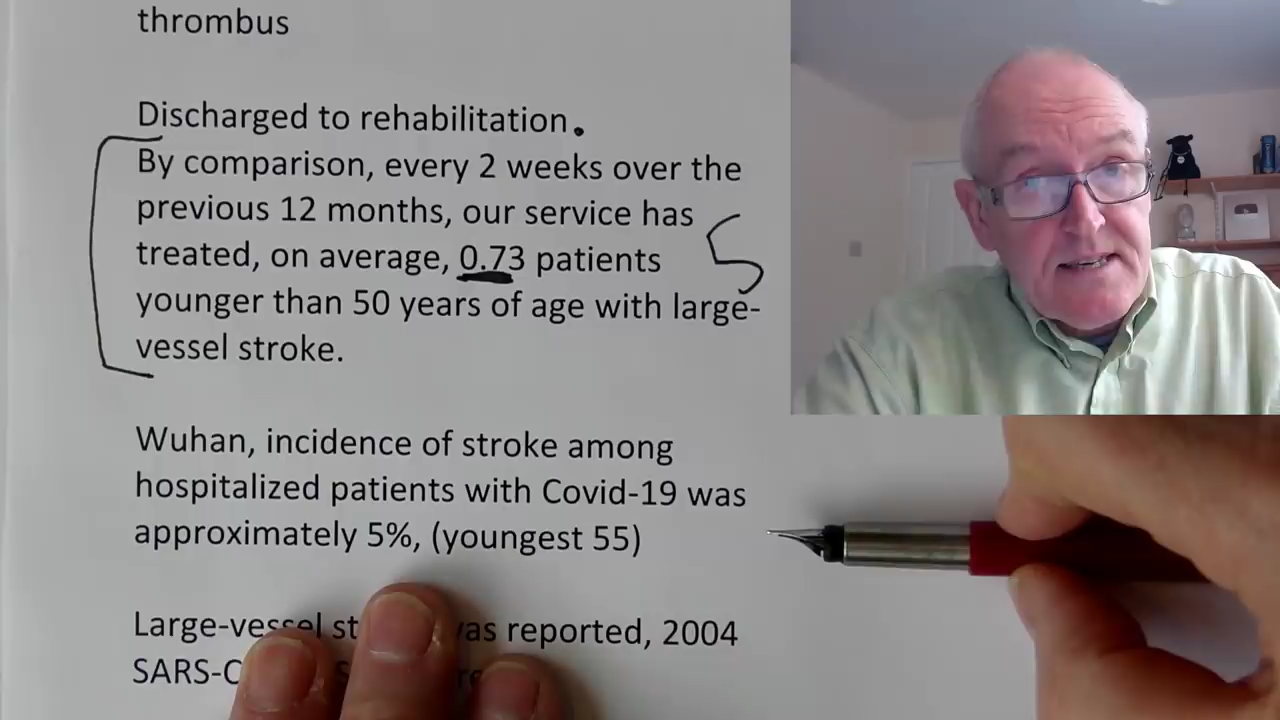 thrombus
Discharged to rehabilitation.
By comparison, every 2 weeks over the
previous 12 months, our service has
treated, on average, 0.73 patients
5
younger than 50 years of age with large-
vessel stroke.
Wuhan, incidence of stroke among
hospitalized patients with Covid-19 was
approximately 5%, (youngest 55)
Large-vessel was reported, 2004